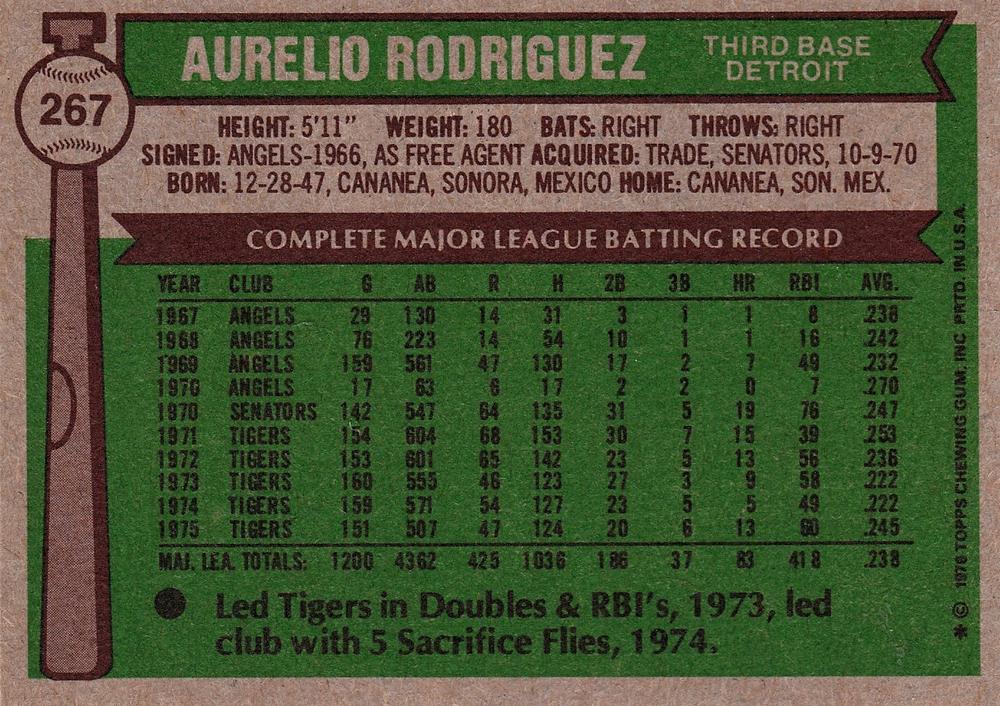 AURELIO RODRIGUEZ
THIRD BASE
DETROIT
267
HEIGHT: 5'11" WEIGHT: 180 BATS: RIGHT THROWS: RIGHT
SIGNED: ANGELS-1966, AS FREE AGENT ACQUIRED: TRADE, SENATORS, 10-9-70
BORN: 12-28-47, CANANEA, SONORA, MEXICO HOME: CANANEA, SON. MEX.
COMPLETE MAJOR LEAGUE BATTING RECORD
YEAR CLUB G AB R H 2B 3B HR RBI AVG.
1967 ANGELS 29 130 14 31 3 1 1 8 .238
1968 ANGELS 76 223 14 54 10 1 1 16 .242
1969 ANGELS 159 561 47 130 17 2 7 49 .232
1970 ANGELS 17 63 6 17 2 2 0 7 .270
1970 SENATORS 142 547 64 135 31 5 19 76 .247
1971 TIGERS 154 604 68 153 30 7 15 39 .253
1972 TIGERS 153 601 65 142 23 5 13 56 .236
1973 TIGERS 160 555 46 123 27 3 9 58 .222
1974 TIGERS 159 571 54 127 23 5 5 49 .222
1975 TIGERS 151 507 47 124 20 6 13 60 .245
MAJ. LEA. TOTALS: 1200 4362 425 1036 186 37 83 418 .238
● Led Tigers in Doubles & RBI's, 1973, led
club with 5 Sacrifice Flies, 1974.
* © 1976 TOPPS CHEWING GUM, INC PRTD. IN U.S.A.